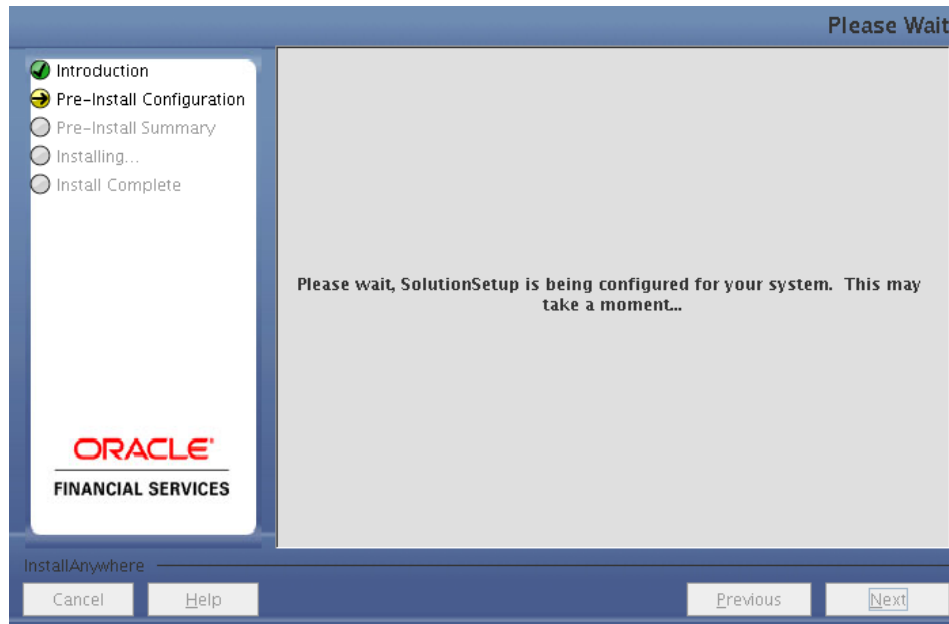 Please Wait
Introduction
Pre-Install Configuration
Pre-Install Summary
Installing...
Install Complete
Please wait, SolutionSetup is being configured for your system.  This may
take a moment...
ORACLE®
FINANCIAL SERVICES
InstallAnywhere
Cancel
Help
Previous
Next